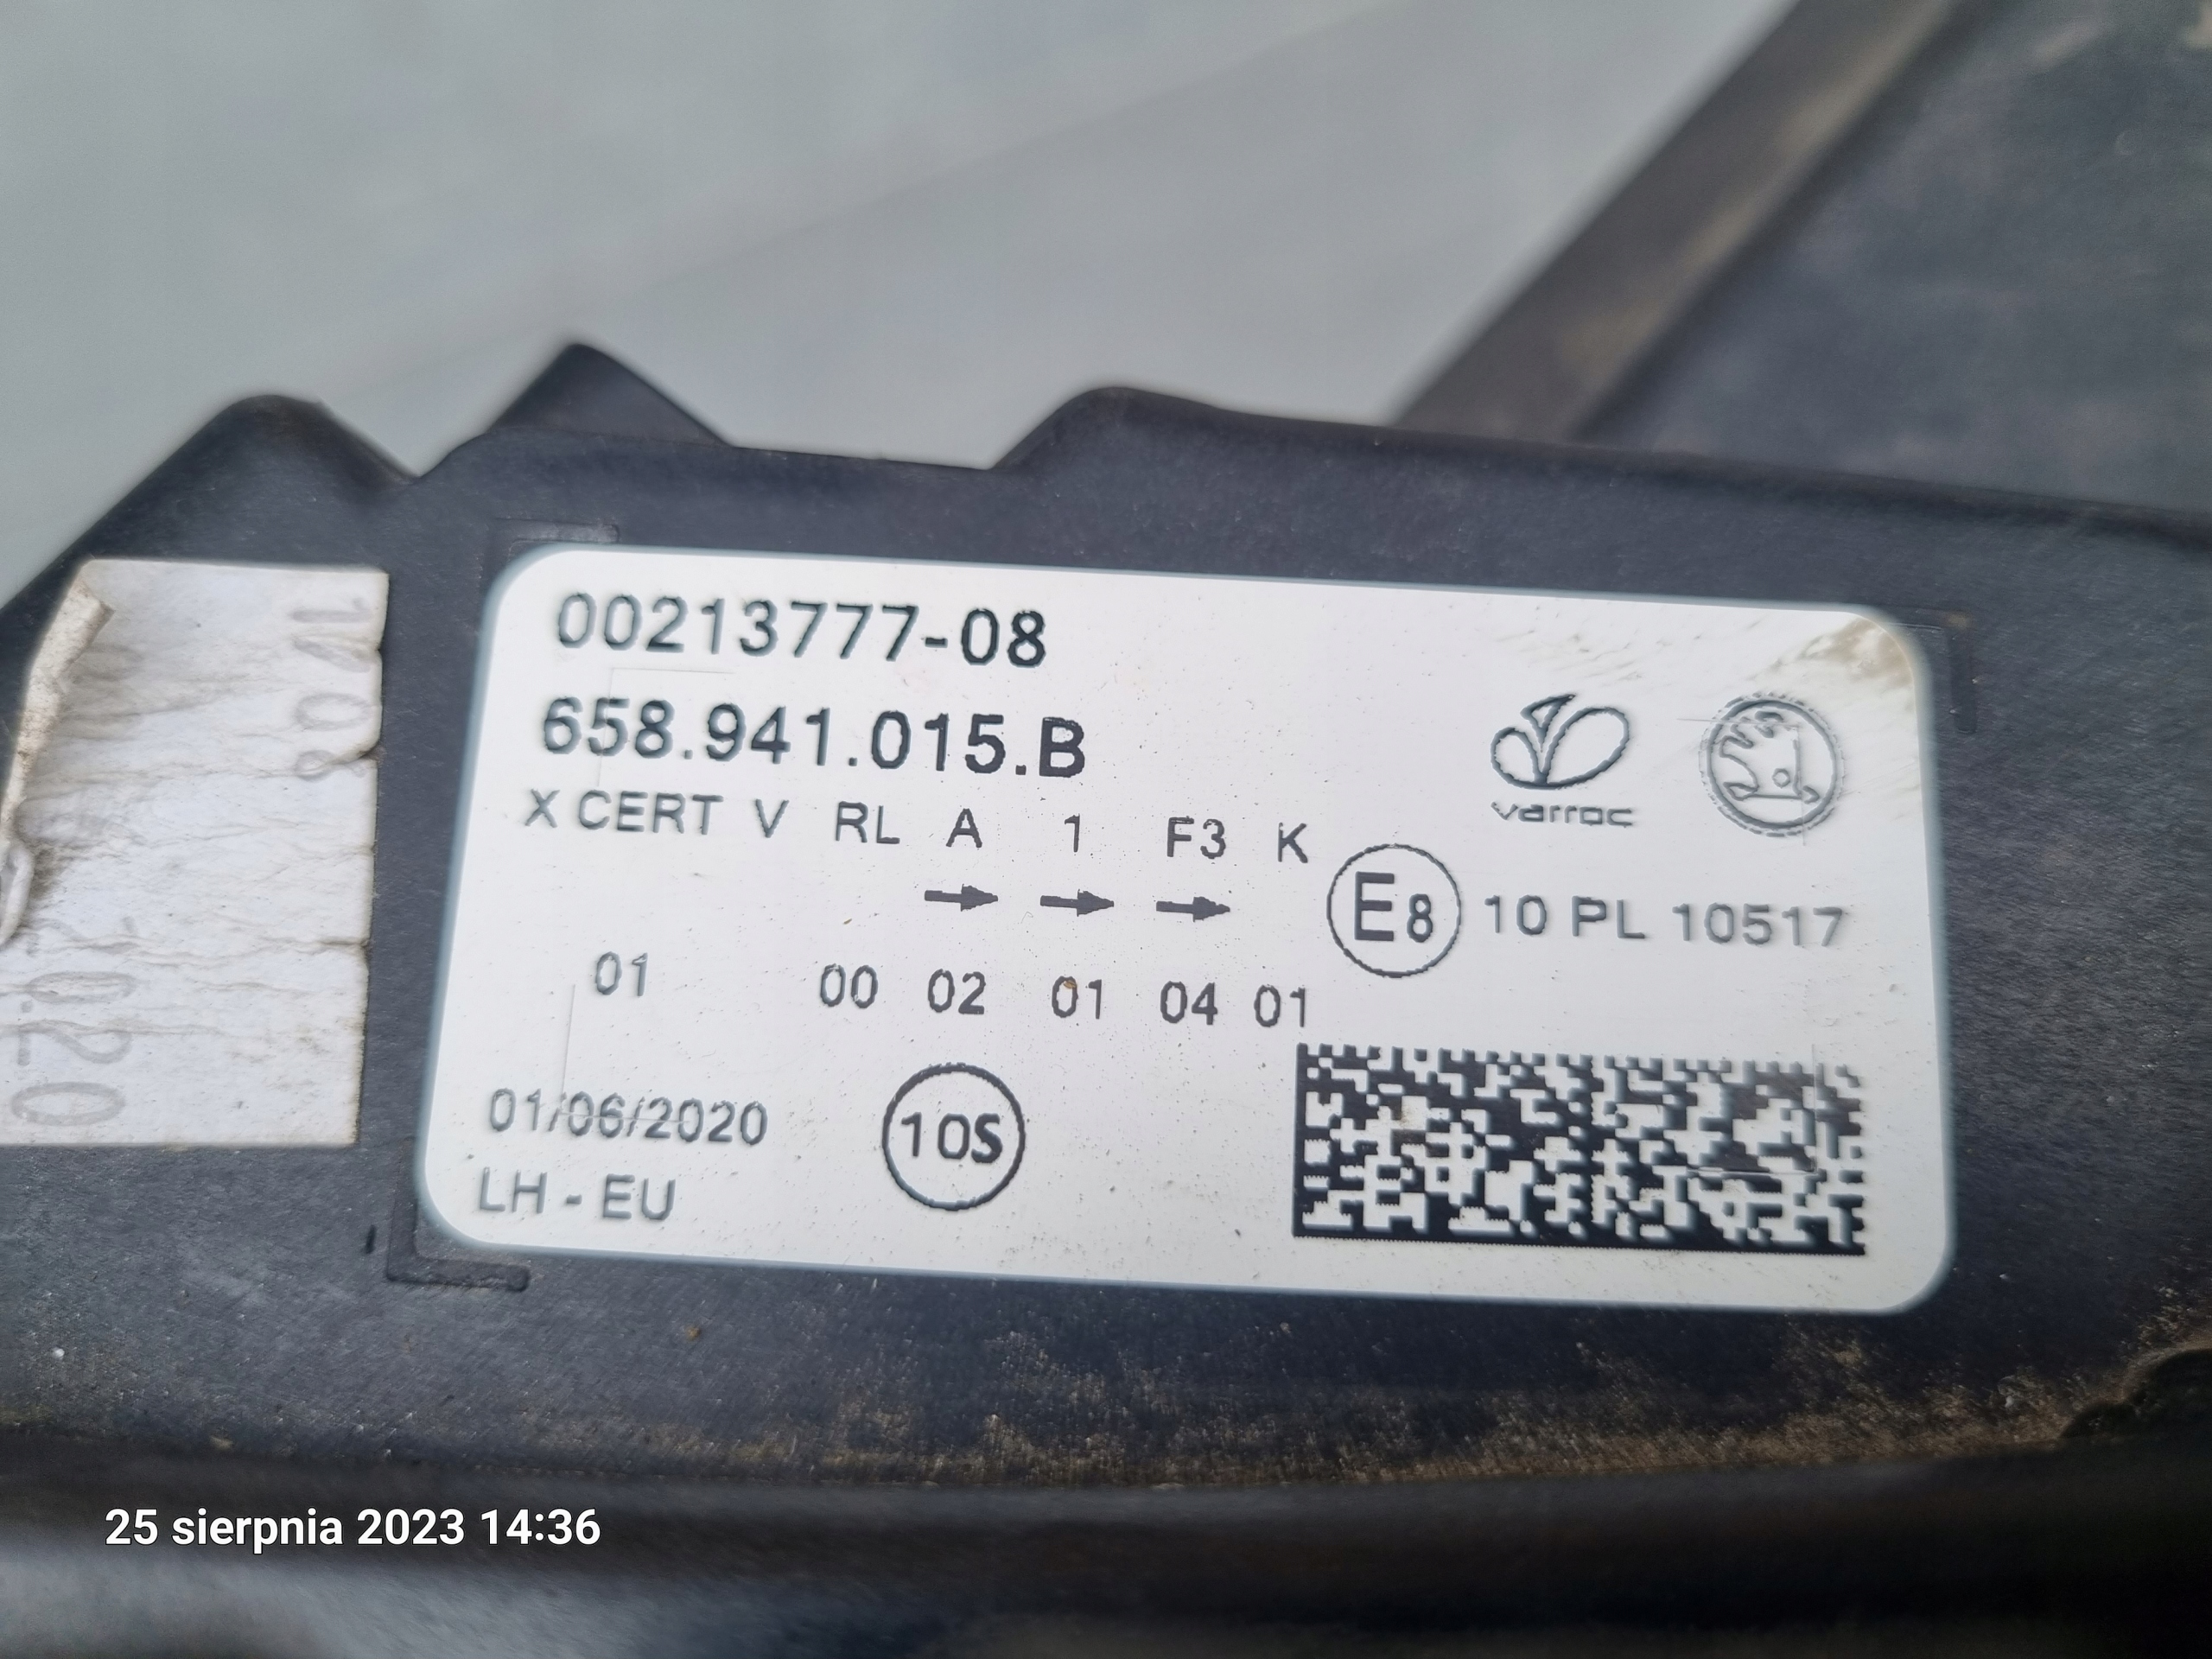 00213777-08
658.941.015.B
varroc
X CERT V RL A 1 F3 K
E8 10 PL 10517
01 00 02 01 04 01
01/06/2020
10S
LH - EU
25 sierpnia 2023 14:36